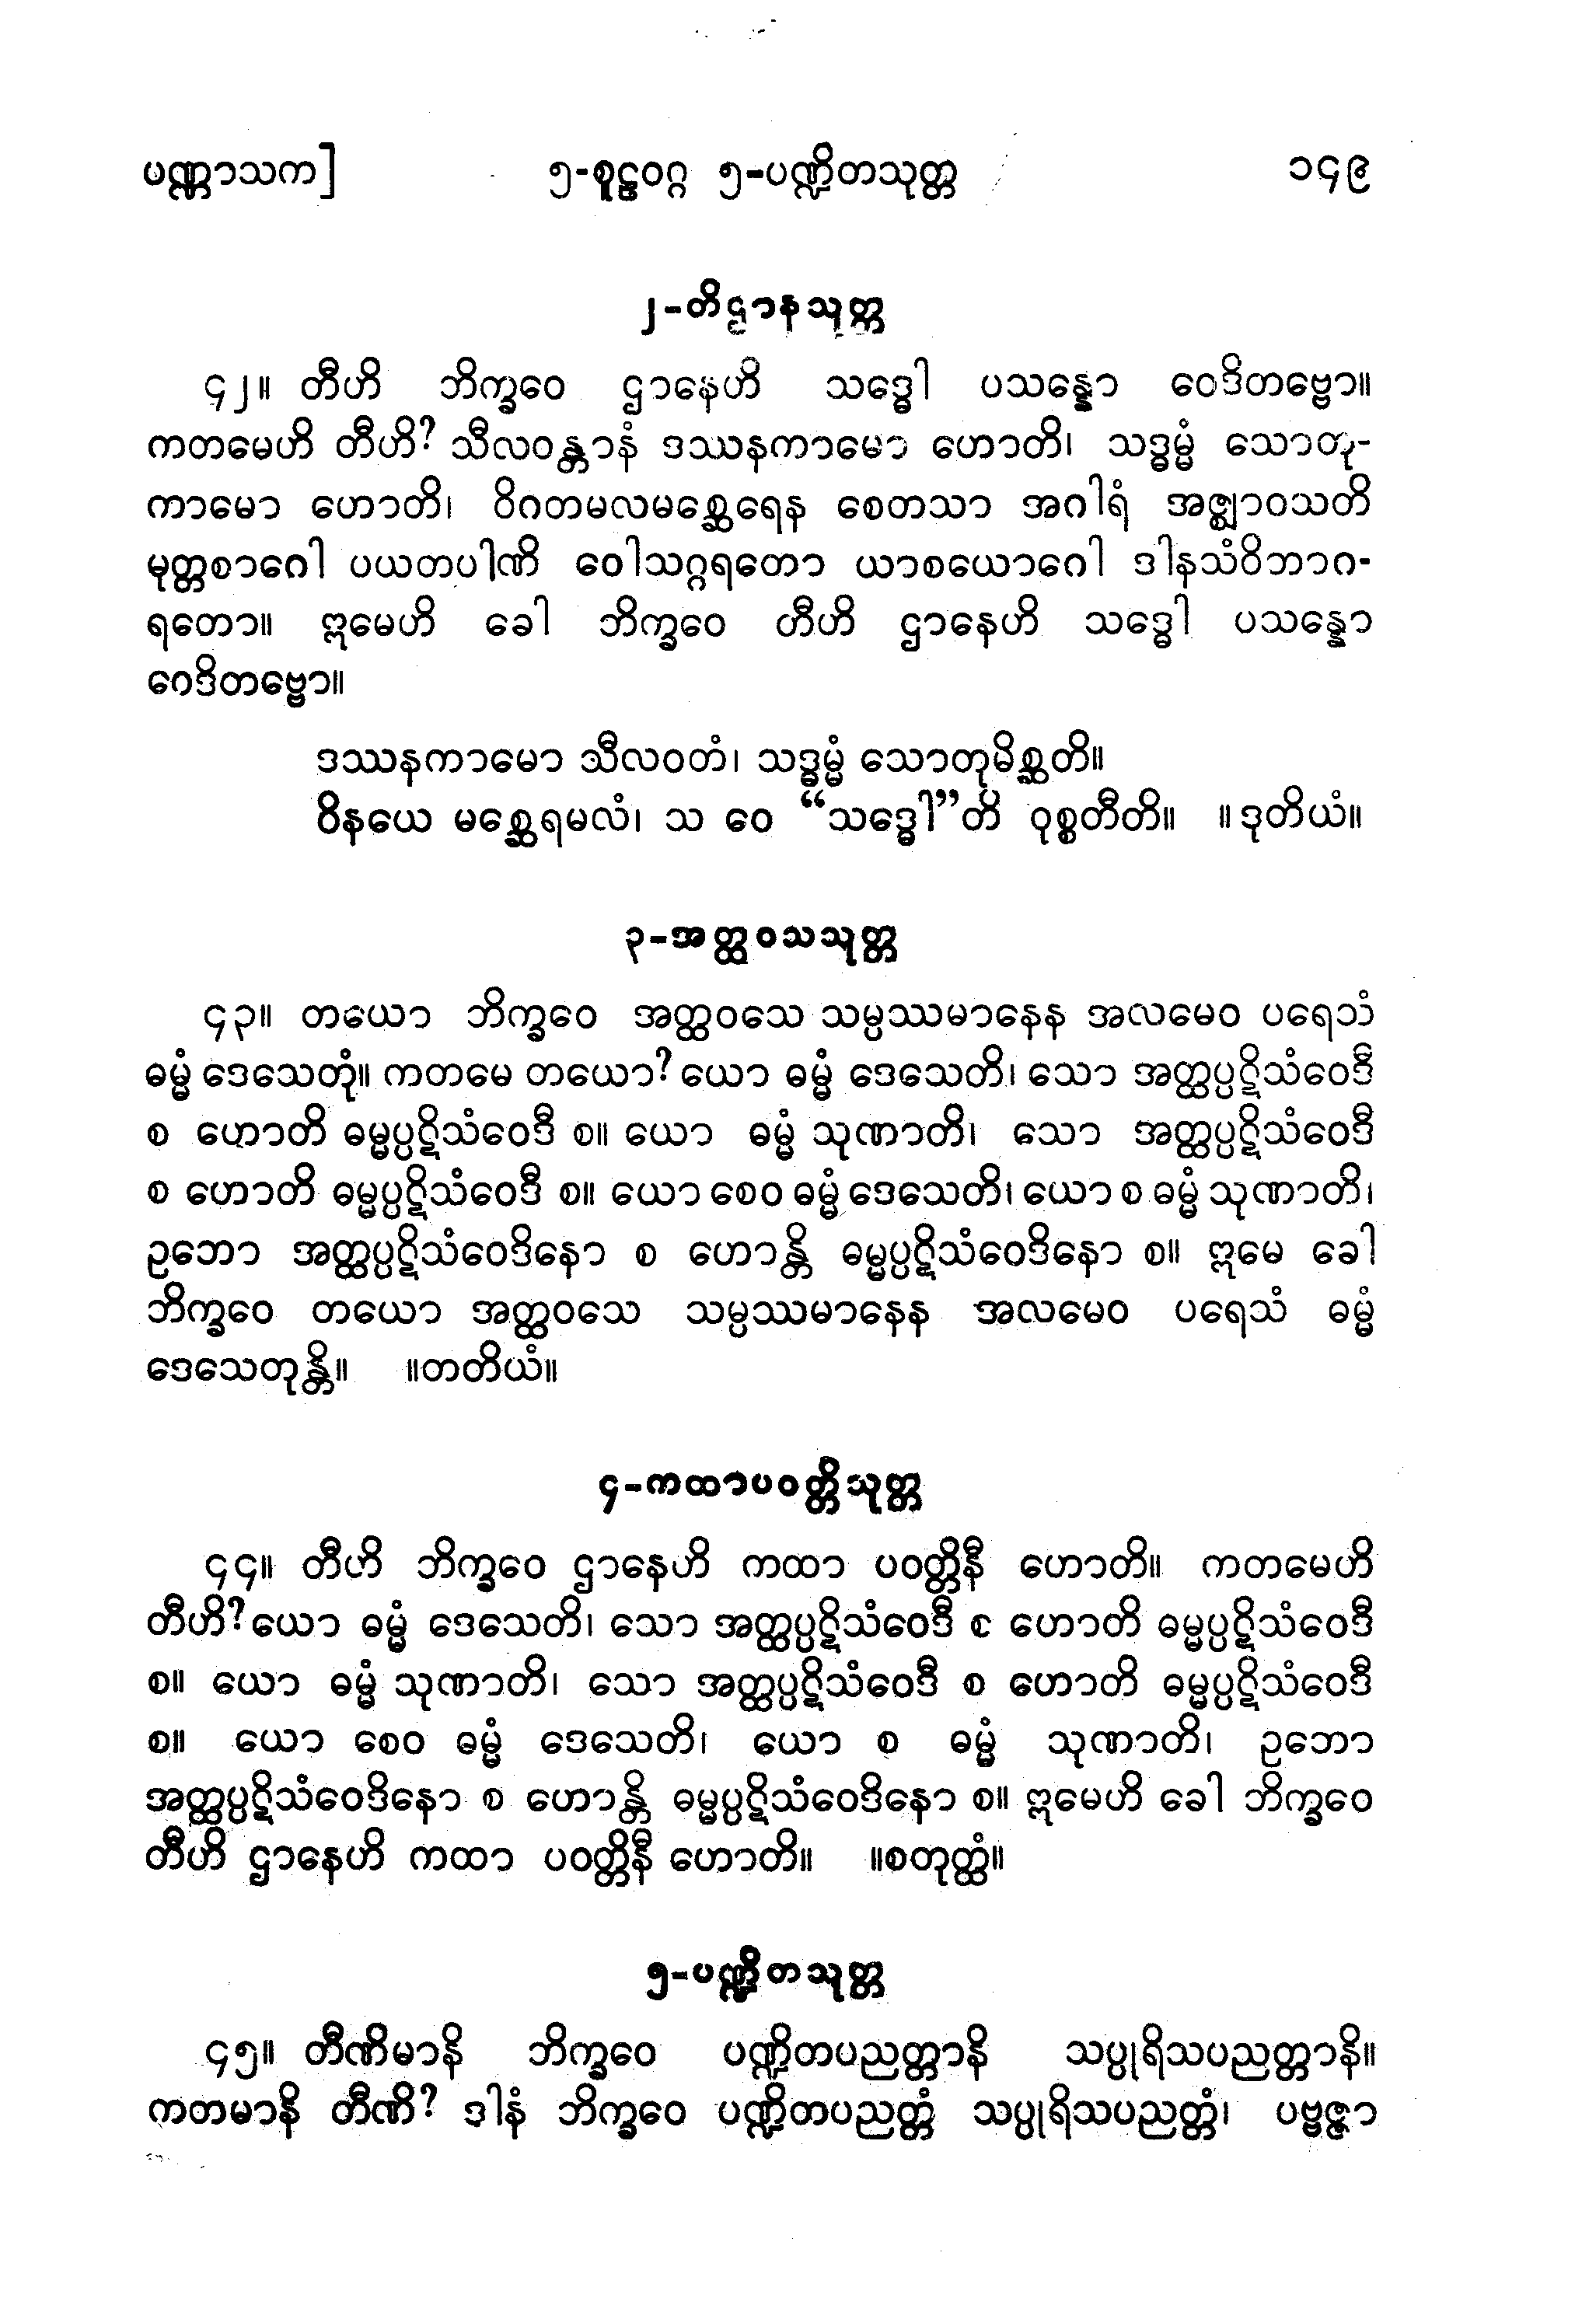 ပဏ္ဏာသက]
၅-စူဠဝဂ္ဂ ၅-ပဏ္ဍိတသုတ္တ
၁၄၉
၂-တိဌာနသုတ္တ
၄၂။ တီဟိ ဘိက္ခဝေ ဌာနေဟိ သဒ္ဓေါ ပသန္နော ဝေဒိတဗ္ဗော။
ကတမေဟိ တီဟိ? သီလဝန္တာနံ ဒဿနကာမော ဟောတိ၊ သဒ္ဓမ္မံ သောတု-
ကာမော ဟောတိ၊ ဝိဂတမလမစ္ဆေရေန စေတသာ အဂါရံ အဇ္ဈာဝသတိ
မုတ္တစာဂေါ ပယတပါဏိ ဝေါသဂ္ဂရတော ယာစယောဂေါ ဒါနသံဝိဘာဂ-
ရတော။ ဣမေဟိ ခေါ ဘိက္ခဝေ တီဟိ ဌာနေဟိ သဒ္ဓေါ ပသန္နော
ဝေဒိတဗ္ဗော။
ဒဿနကာမော သီလဝတံ၊ သဒ္ဓမ္မံ သောတုမိစ္ဆတိ။
ဝိနယေ မစ္ဆေရမလံ၊ သ ဝေ “သဒ္ဓေါ”တိ ဝုစ္စတီတိ။ ။ဒုတိယံ။
၃-အတ္ထဝသသုတ္တ
၄၃။ တယော ဘိက္ခဝေ အတ္ထဝသေ သမ္ပဿမာနေန အလမေဝ ပရေသံ
ဓမ္မံ ဒေသေတုံ။ ကတမေ တယော? ယော ဓမ္မံ ဒေသေတိ၊ သော အတ္ထပ္ပဋိသံဝေဒီ
စ ဟောတိ ဓမ္မပ္ပဋိသံဝေဒီ စ။ ယော ဓမ္မံ သုဏာတိ၊ သော အတ္ထပ္ပဋိသံဝေဒီ
စ ဟောတိ ဓမ္မပ္ပဋိသံဝေဒီ စ။ ယော စေဝ ဓမ္မံ ဒေသေတိ၊ ယော စ ဓမ္မံ သုဏာတိ၊
ဥဘော အတ္ထပ္ပဋိသံဝေဒိနော စ ဟောန္တိ ဓမ္မပ္ပဋိသံဝေဒိနော စ။ ဣမေ ခေါ
ဘိက္ခဝေ တယော အတ္ထဝသေ သမ္ပဿမာနေန အလမေဝ ပရေသံ ဓမ္မံ
ဒေသေတုန္တိ။ ။တတိယံ။
၄-ကထာပဝတ္တိသုတ္တ
၄၄။ တီဟိ ဘိက္ခဝေ ဌာနေဟိ ကထာ ပဝတ္တိနီ ဟောတိ။ ကတမေဟိ
တီဟိ? ယော ဓမ္မံ ဒေသေတိ၊ သော အတ္ထပ္ပဋိသံဝေဒီ စ ဟောတိ ဓမ္မပ္ပဋိသံဝေဒီ
စ။ ယော ဓမ္မံ သုဏာတိ၊ သော အတ္ထပ္ပဋိသံဝေဒီ စ ဟောတိ ဓမ္မပ္ပဋိသံဝေဒီ
စ။ ယော စေဝ ဓမ္မံ ဒေသေတိ၊ ယော စ ဓမ္မံ သုဏာတိ၊ ဥဘော
အတ္ထပ္ပဋိသံဝေဒိနော စ ဟောန္တိ ဓမ္မပ္ပဋိသံဝေဒိနော စ။ ဣမေဟိ ခေါ ဘိက္ခဝေ
တီဟိ ဌာနေဟိ ကထာ ပဝတ္တိနီ ဟောတိ။ ။စတုတ္ထံ။
၅-ပဏ္ဍိတသုတ္တ
၄၅။ တီဏိမာနိ ဘိက္ခဝေ ပဏ္ဍိတပညတ္တာနိ သပ္ပုရိသပညတ္တာနိ။
ကတမာနိ တီဏိ? ဒါနံ ဘိက္ခဝေ ပဏ္ဍိတပညတ္တံ သပ္ပုရိသပညတ္တံ၊ ပဗ္ဗဇ္ဇာ